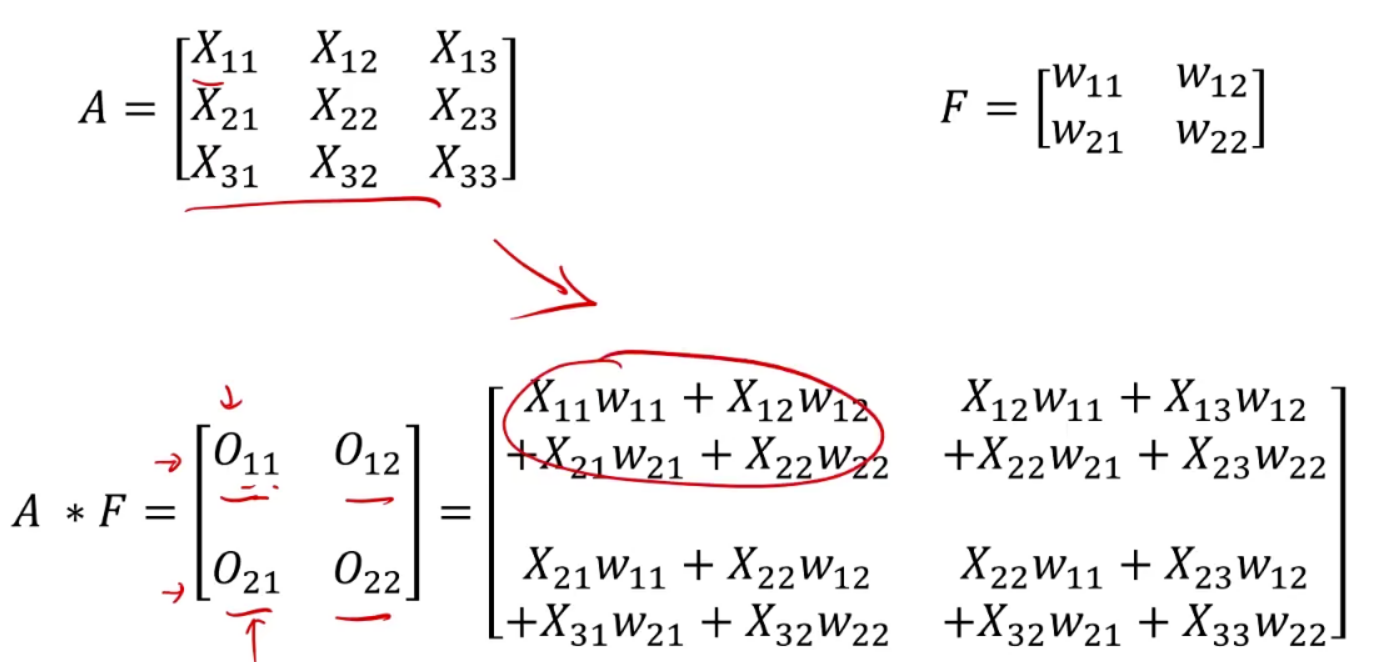 A = [X₁₁ X₁₂ X₁₃
X₂₁ X₂₂ X₂₃
X₃₁ X₃₂ X₃₃]
F = [w₁₁ w₁₂
w₂₁ w₂₂]
A * F = [O₁₁ O₁₂
O₂₁ O₂₂]
= [X₁₁w₁₁ + X₁₂w₁₂ X₁₂w₁₁ + X₁₃w₁₂
+X₂₁w₂₁ + X₂₂w₂₂ +X₂₂w₂₁ + X₂₃w₂₂
X₂₁w₁₁ + X₂₂w₁₂ X₂₂w₁₁ + X₂₃w₁₂
+X₃₁w₂₁ + X₃₂w₂₂ +X₃₂w₂₁ + X₃₃w₂₂]